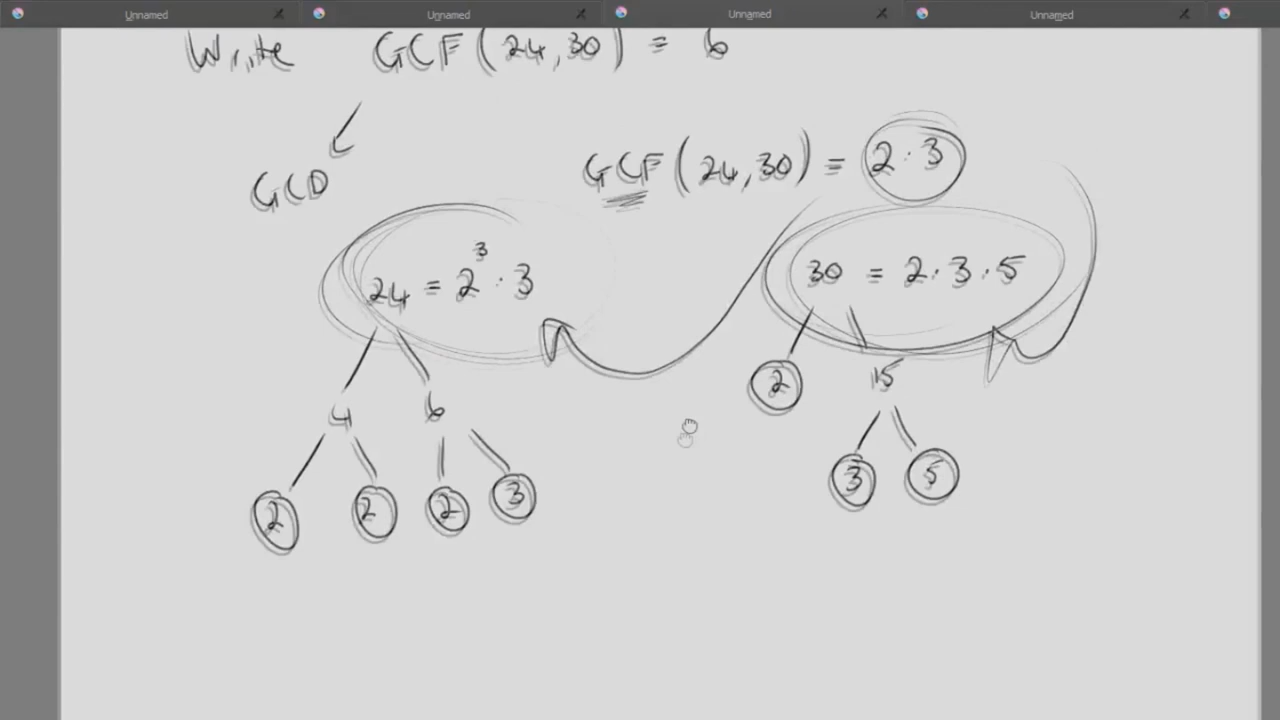 Unnamed Unnamed Unnamed Unnamed
Write GCF(24,30) = 6
GCD
GCF(24,30) = 2·3
24 = 2³·3
30 = 2·3·5
4 6
2 15
2 2 2 3
3 5